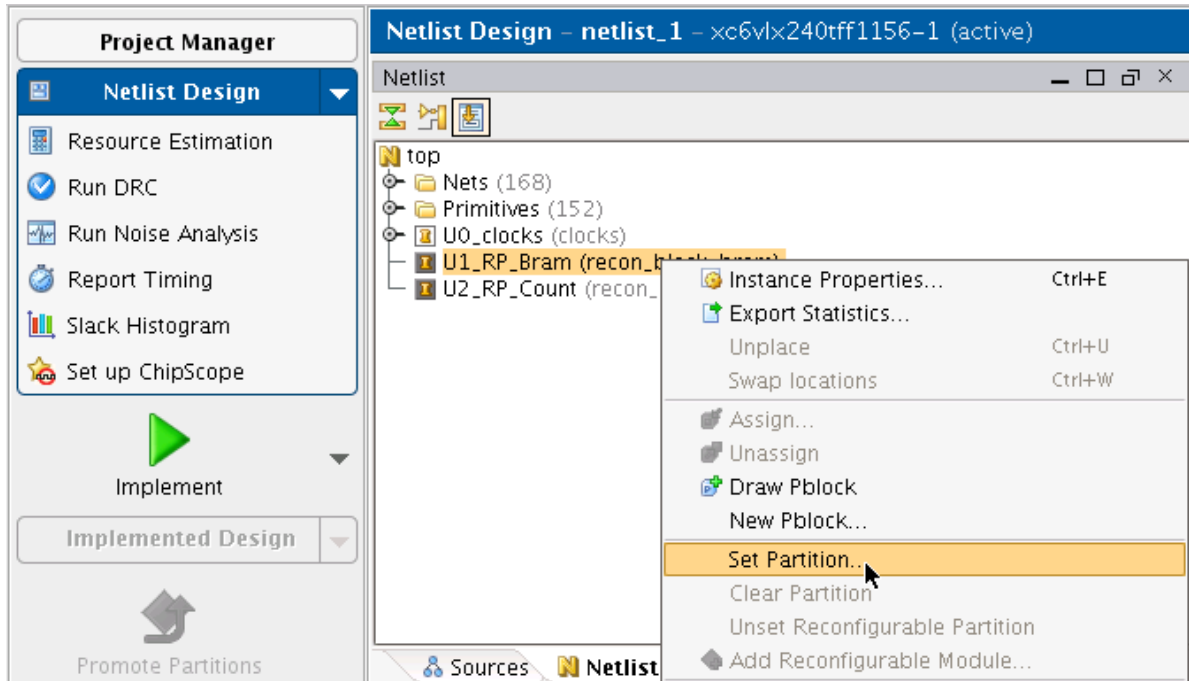 Project Manager
Netlist Design
Resource Estimation
Run DRC
Run Noise Analysis
Report Timing
Slack Histogram
Set up ChipScope
Implement
Implemented Design
Promote Partitions
Netlist Design - netlist_1 - xc6vlx240tff1156-1 (active)
Netlist
top
Nets (168)
Primitives (152)
U0_clocks (clocks)
U1_RP_Bram (recon_block_bram)
U2_RP_Count (recon_
Instance Properties... Ctrl+E
Export Statistics...
Unplace Ctrl+U
Swap locations Ctrl+W
Assign...
Unassign
Draw Pblock
New Pblock...
Set Partition...
Clear Partition
Unset Reconfigurable Partition
Add Reconfigurable Module...
Sources Netlist